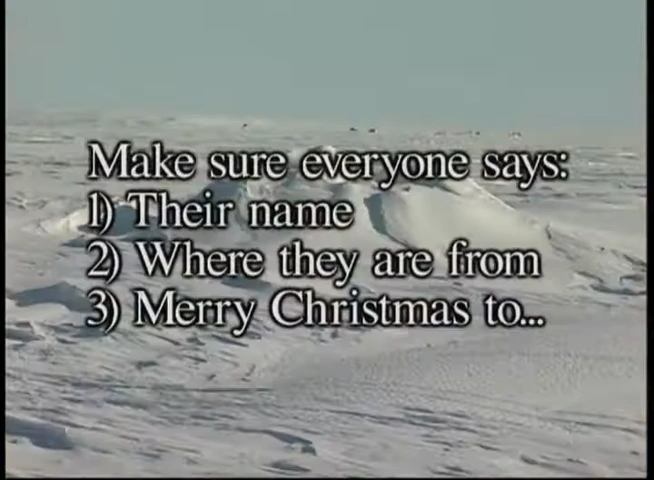 Make sure everyone says:
1) Their name
2) Where they are from
3) Merry Christmas to...